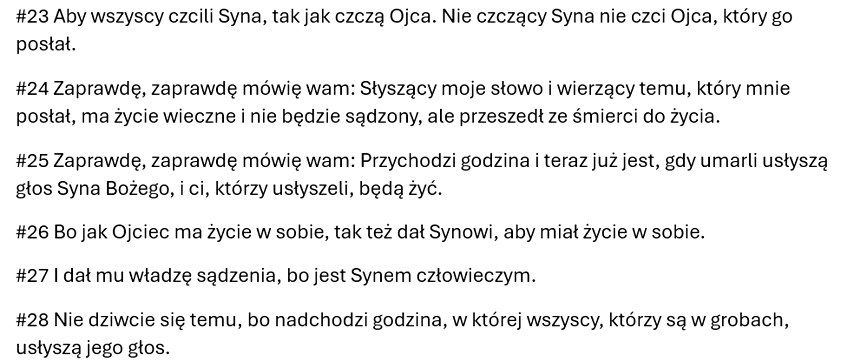 #23 Aby wszyscy czcili Syna, tak jak czczą Ojca. Nie czczący Syna nie czci Ojca, który go
posłał.
#24 Zaprawdę, zaprawdę mówię wam: Słyszący moje słowo i wierzący temu, który mnie
posłał, ma życie wieczne i nie będzie sądzony, ale przeszedł ze śmierci do życia.
#25 Zaprawdę, zaprawdę mówię wam: Przychodzi godzina i teraz już jest, gdy umarli usłyszą
głos Syna Bożego, i ci, którzy usłyszeli, będą żyć.
#26 Bo jak Ojciec ma życie w sobie, tak też dał Synowi, aby miał życie w sobie.
#27 I dał mu władzę sądzenia, bo jest Synem człowieczym.
#28 Nie dziwcie się temu, bo nadchodzi godzina, w której wszyscy, którzy są w grobach,
usłyszą jego głos.